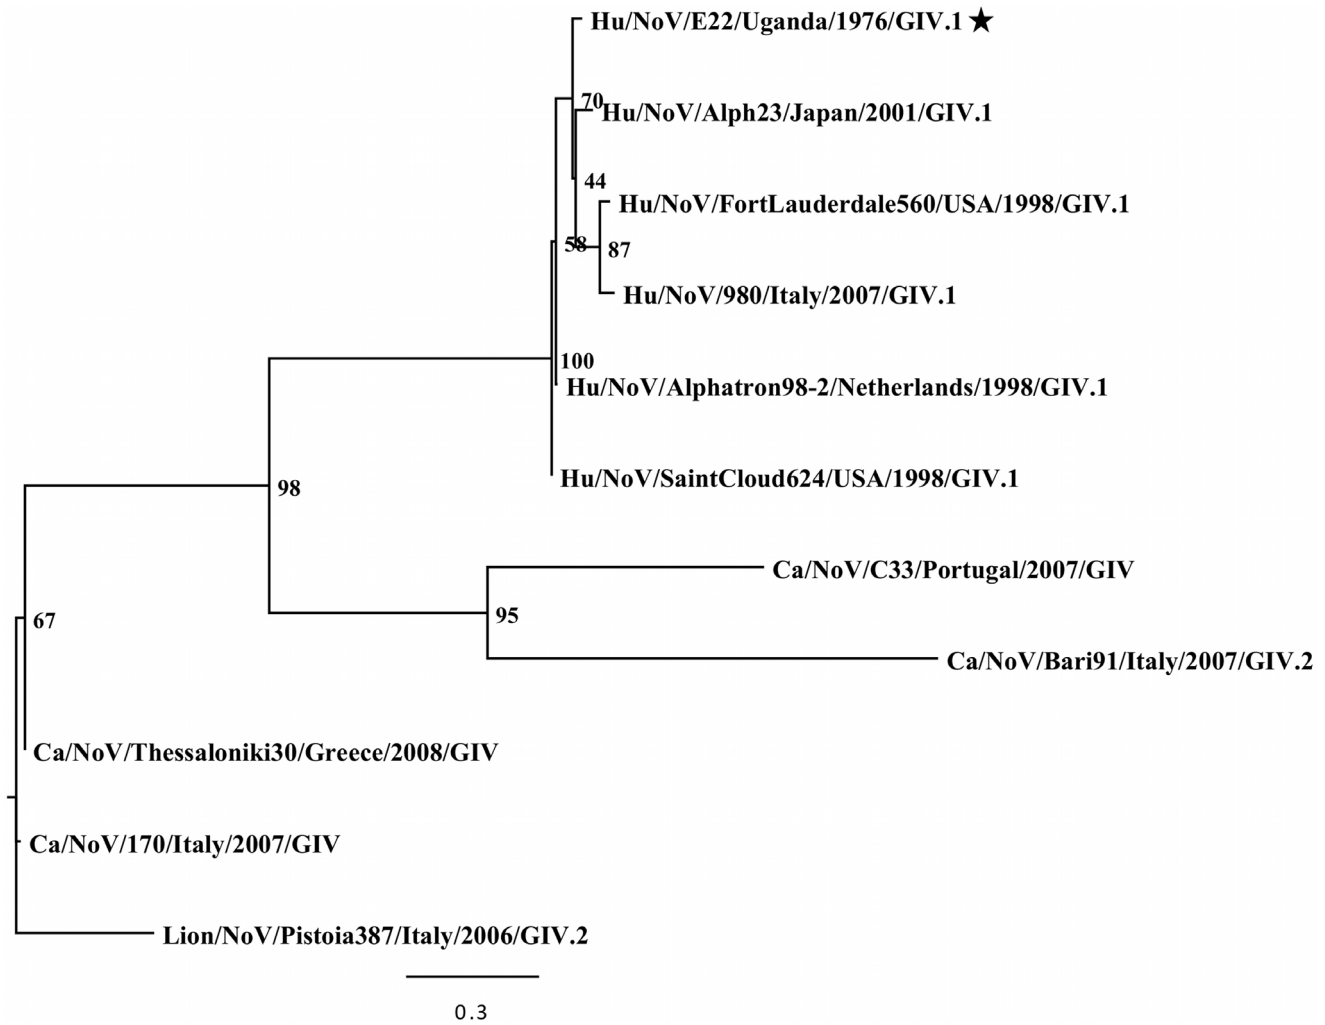 Hu/NoV/E22/Uganda/1976/GIV.1 ★
70
Hu/NoV/Alph23/Japan/2001/GIV.1
44
Hu/NoV/FortLauderdale560/USA/1998/GIV.1
58
87
Hu/NoV/980/Italy/2007/GIV.1
100
Hu/NoV/Alphatron98-2/Netherlands/1998/GIV.1
Hu/NoV/SaintCloud624/USA/1998/GIV.1
98
Ca/NoV/C33/Portugal/2007/GIV
95
67
Ca/NoV/Bari91/Italy/2007/GIV.2
Ca/NoV/Thessaloniki30/Greece/2008/GIV
Ca/NoV/170/Italy/2007/GIV
Lion/NoV/Pistoia387/Italy/2006/GIV.2
0.3